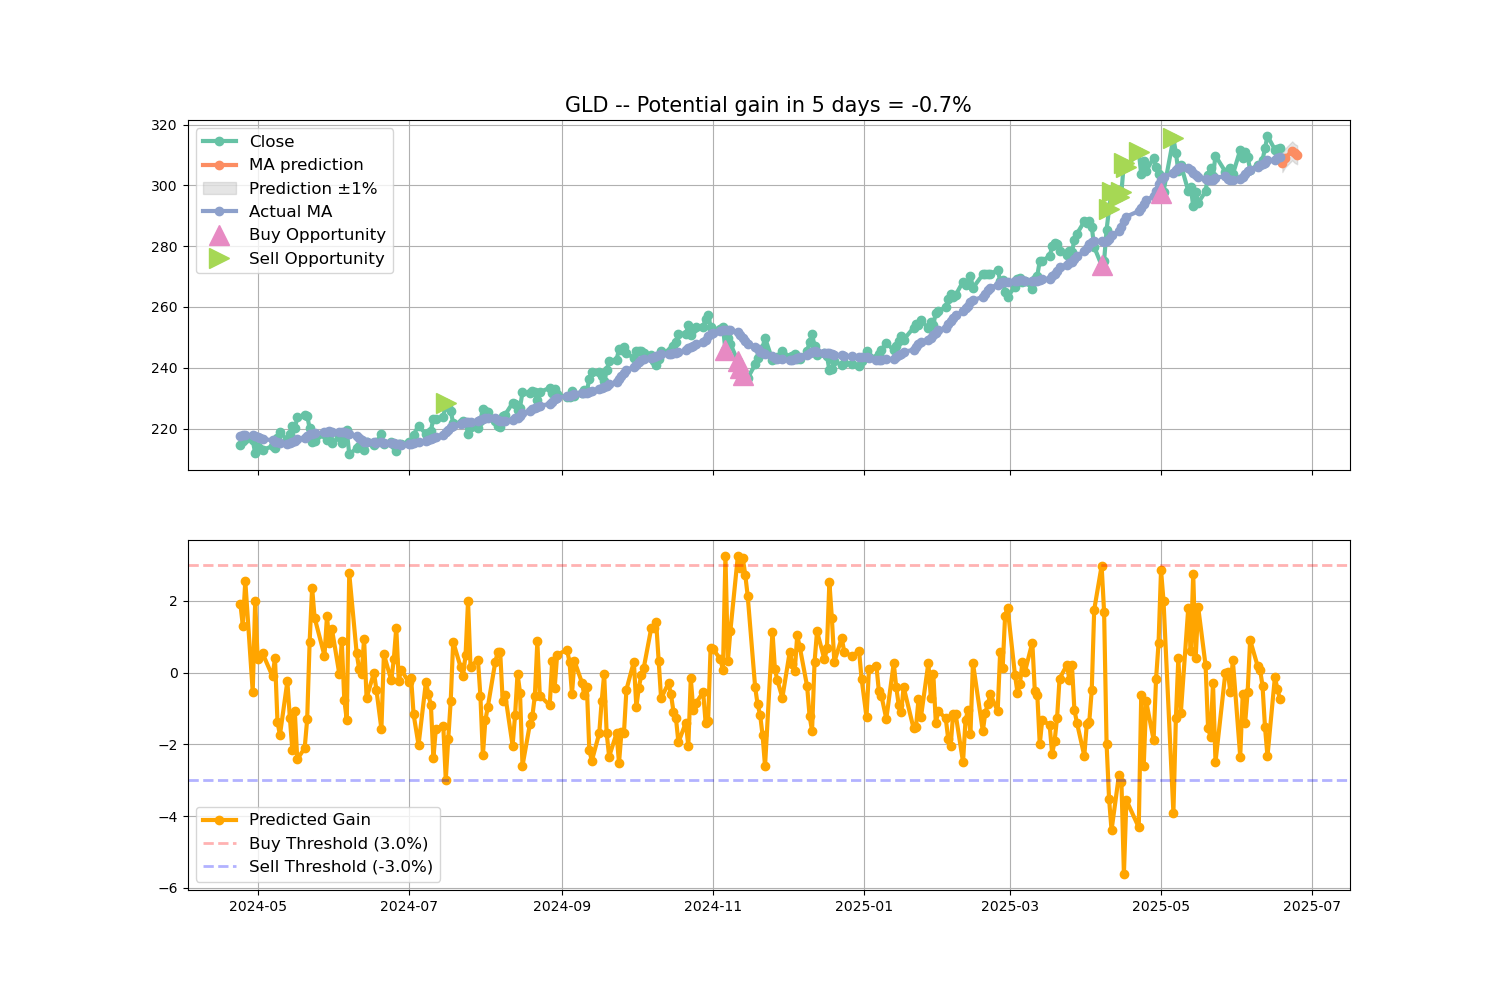 GLD -- Potential gain in 5 days = -0.7%
320
300
280
260
240
220
Close
MA prediction
Prediction ±1%
Actual MA
Buy Opportunity
Sell Opportunity
2
0
−2
−4
−6
Predicted Gain
Buy Threshold (3.0%)
Sell Threshold (-3.0%)
2024-05 2024-07 2024-09 2024-11 2025-01 2025-03 2025-05 2025-07